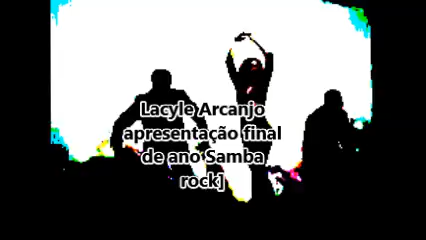 Lacyle Arcanjo
apresentação final
de ano Samba
rock]